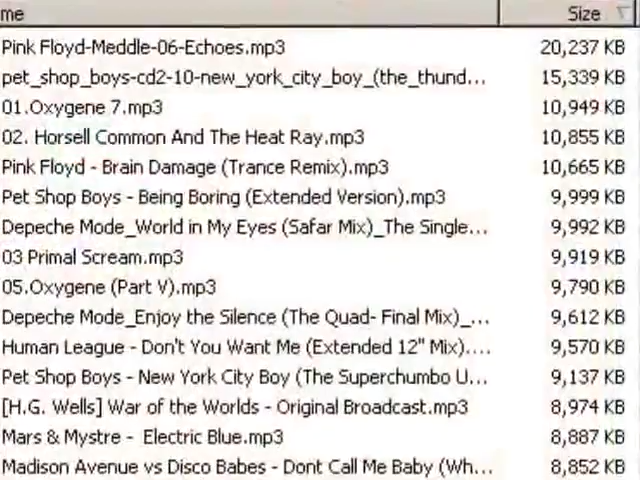 me Size
Pink Floyd-Meddle-06-Echoes.mp3 20,237 KB
pet_shop_boys-cd2-10-new_york_city_boy_(the_thund... 15,339 KB
01.Oxygene 7.mp3 10,949 KB
02. Horsell Common And The Heat Ray.mp3 10,855 KB
Pink Floyd - Brain Damage (Trance Remix).mp3 10,665 KB
Pet Shop Boys - Being Boring (Extended Version).mp3 9,999 KB
Depeche Mode_World in My Eyes (Safar Mix)_The Single... 9,992 KB
03 Primal Scream.mp3 9,919 KB
05.Oxygene (Part V).mp3 9,790 KB
Depeche Mode_Enjoy the Silence (The Quad- Final Mix)_... 9,612 KB
Human League - Don't You Want Me (Extended 12" Mix).... 9,570 KB
Pet Shop Boys - New York City Boy (The Superchumbo U... 9,137 KB
[H.G. Wells] War of the Worlds - Original Broadcast.mp3 8,974 KB
Mars & Mystre -  Electric Blue.mp3 8,887 KB
Madison Avenue vs Disco Babes - Dont Call Me Baby (Wh... 8,852 KB